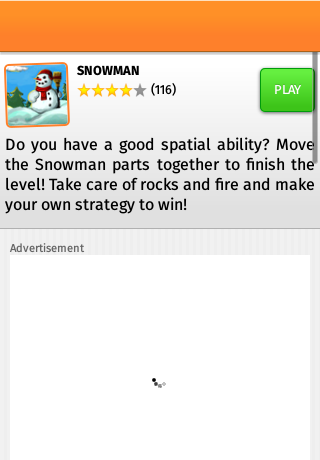 SNOWMAN
(116)
PLAY
Do you have a good spatial ability? Move
the Snowman parts together to finish the
level! Take care of rocks and fire and make
your own strategy to win!
Advertisement